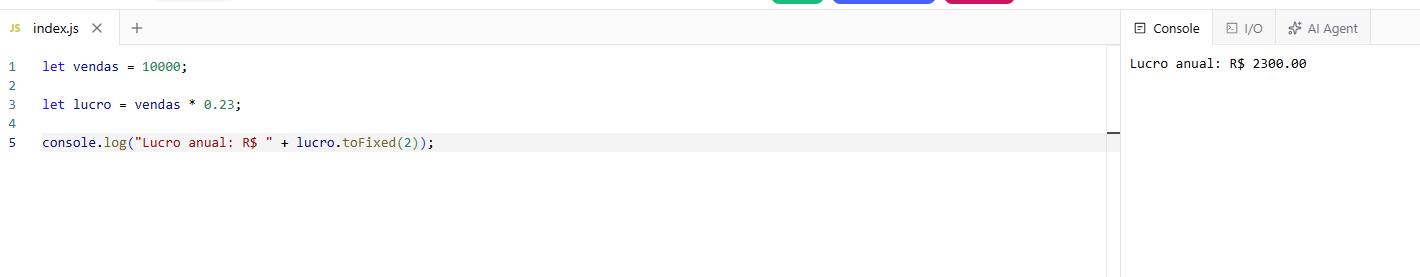 JS index.js
Console I/O AI Agent
1 let vendas = 10000;
2
3 let lucro = vendas * 0.23;
4
5 console.log("Lucro anual: R$ " + lucro.toFixed(2));
Lucro anual: R$ 2300.00